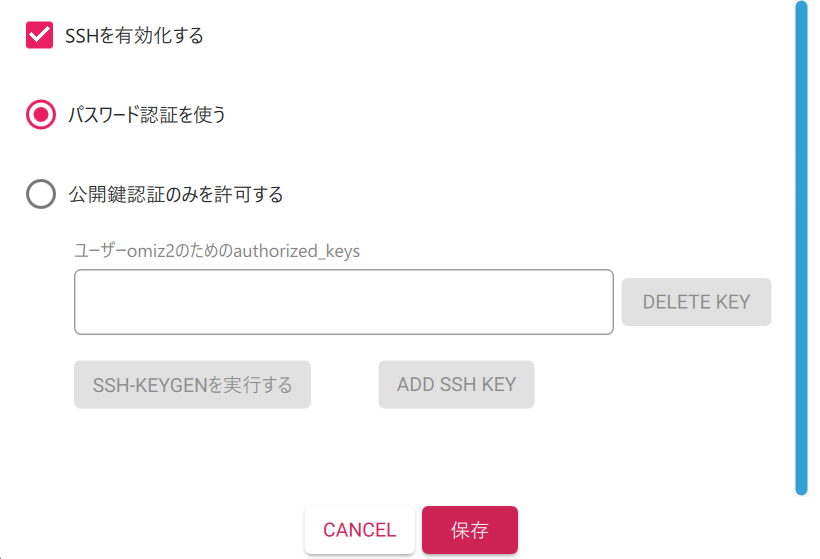 SSHを有効化する
パスワード認証を使う
公開鍵認証のみを許可する
ユーザーomiz2のためのauthorized_keys
DELETE KEY
SSH-KEYGENを実行する
ADD SSH KEY
CANCEL
保存